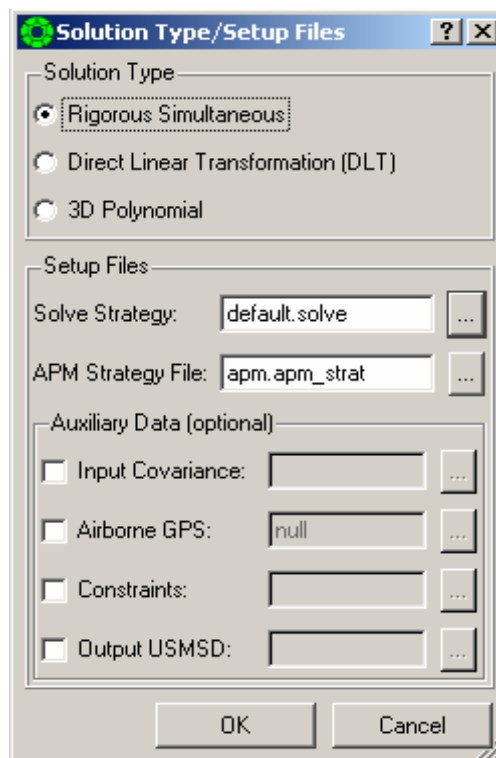 Solution Type/Setup Files ? ×
Solution Type
Rigorous Simultaneous
Direct Linear Transformation (DLT)
3D Polynomial
Setup Files
Solve Strategy: default.solve ...
APM Strategy File: apm.apm_strat ...
Auxiliary Data (optional)
Input Covariance: ...
Airborne GPS: null ...
Constraints: ...
Output USMSD: ...
OK Cancel